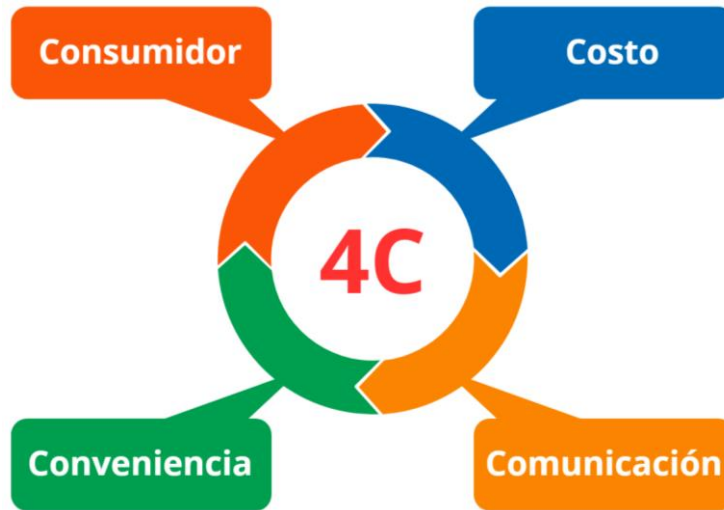 Consumidor
Costo
4C
Conveniencia
Comunicación